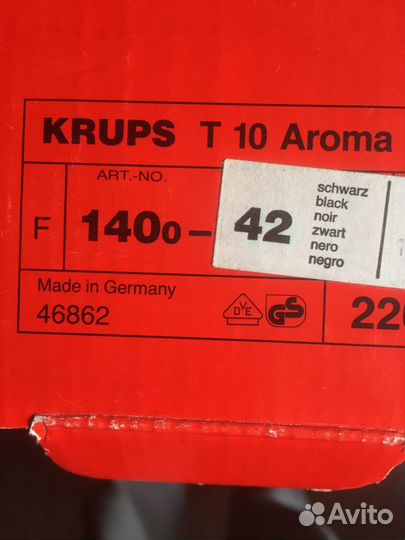 KRUPS T 10 Aroma
ART.-NO.
F 1400 – 42
schwarz
black
noir
zwart
nero
negro
Made in Germany
46862
DVE GS
22
Avito